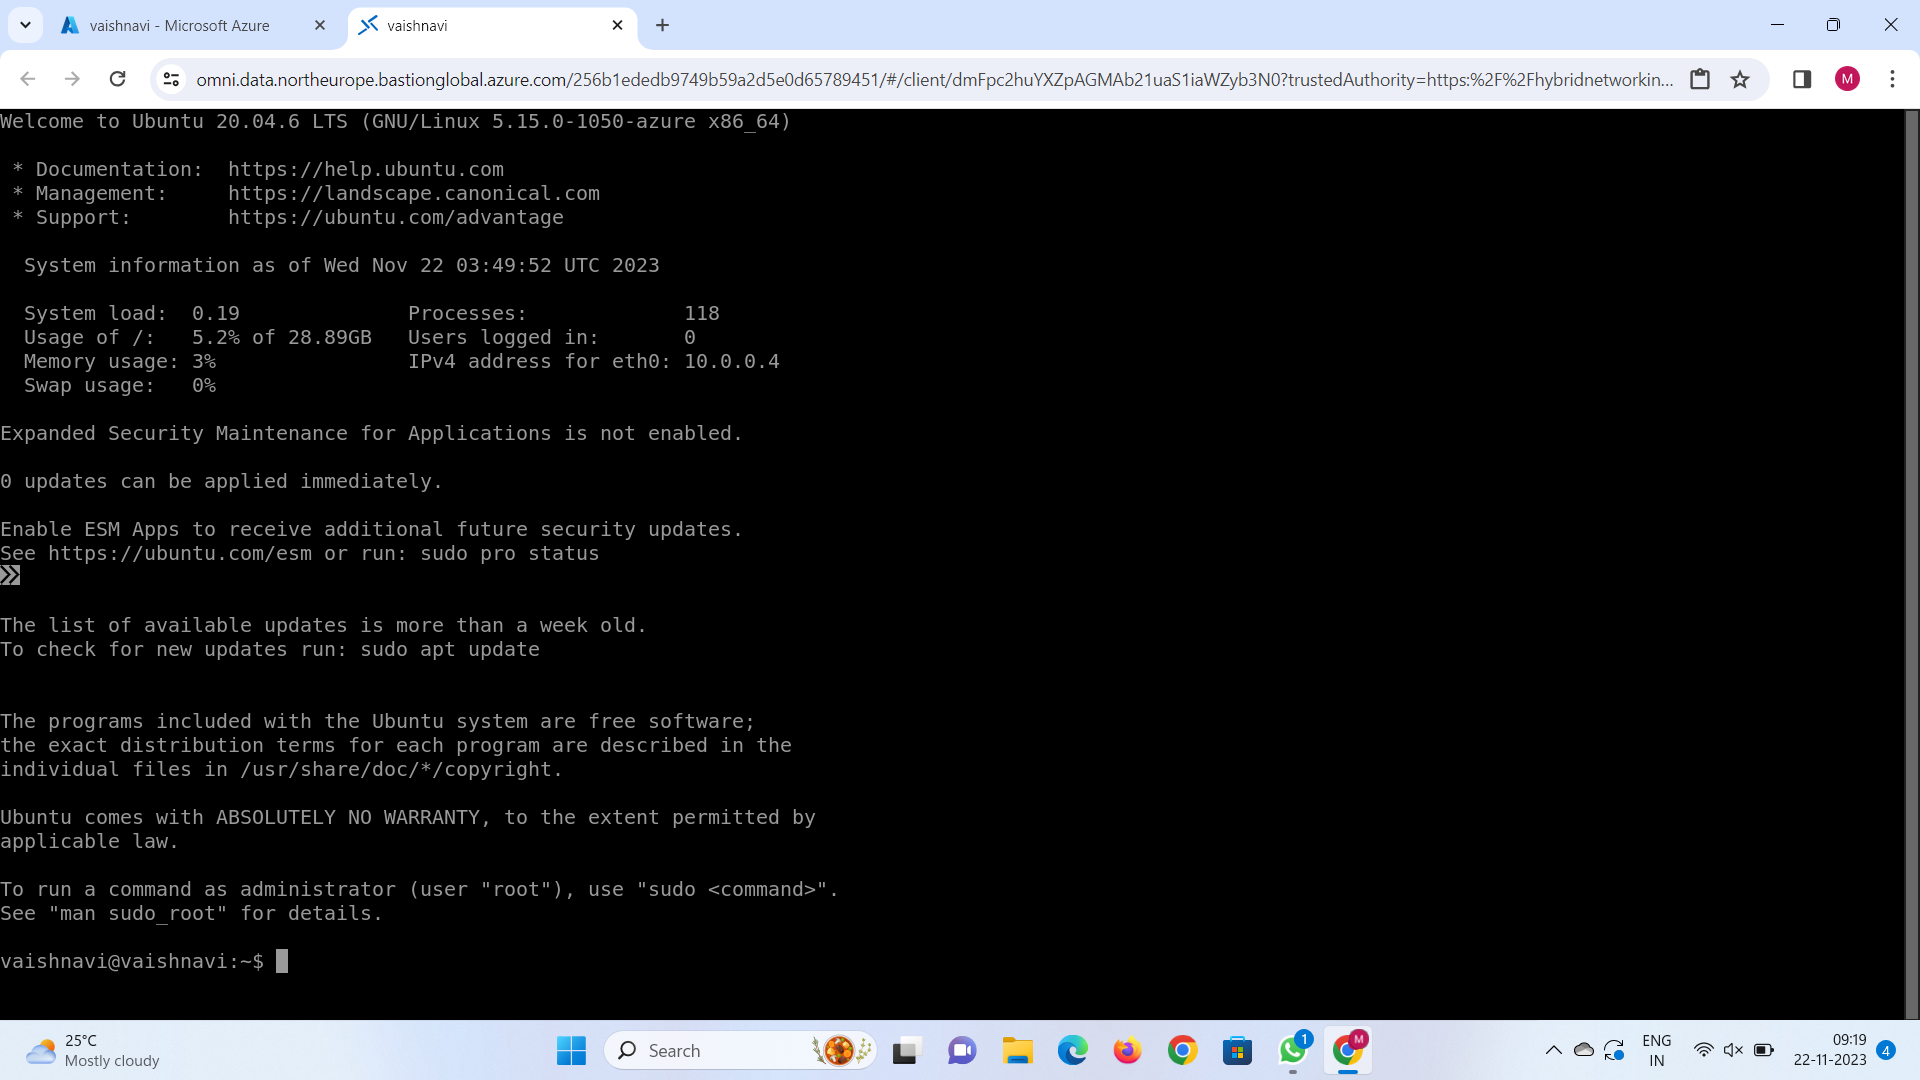 vaishnavi - Microsoft Azure
vaishnavi
omni.data.northeurope.bastionglobal.azure.com/256b1ededb9749b59a2d5e0d65789451/#/client/dmFpc2huYXZpAGMAb21uaS1iaWZyb3N0?trustedAuthority=https:%2F%2Fhybridnetworkin...
M
Welcome to Ubuntu 20.04.6 LTS (GNU/Linux 5.15.0-1050-azure x86_64)
* Documentation: https://help.ubuntu.com
* Management: https://landscape.canonical.com
* Support: https://ubuntu.com/advantage
System information as of Wed Nov 22 03:49:52 UTC 2023
System load: 0.19 Processes: 118
Usage of /: 5.2% of 28.89GB Users logged in: 0
Memory usage: 3% IPv4 address for eth0: 10.0.0.4
Swap usage: 0%
Expanded Security Maintenance for Applications is not enabled.
0 updates can be applied immediately.
Enable ESM Apps to receive additional future security updates.
See https://ubuntu.com/esm or run: sudo pro status
The list of available updates is more than a week old.
To check for new updates run: sudo apt update
The programs included with the Ubuntu system are free software;
the exact distribution terms for each program are described in the
individual files in /usr/share/doc/*/copyright.
Ubuntu comes with ABSOLUTELY NO WARRANTY, to the extent permitted by
applicable law.
To run a command as administrator (user "root"), use "sudo <command>".
See "man sudo_root" for details.
vaishnavi@vaishnavi:~$
25°C
Mostly cloudy
Search
1
M
ENG
IN
09:19
22-11-2023
4